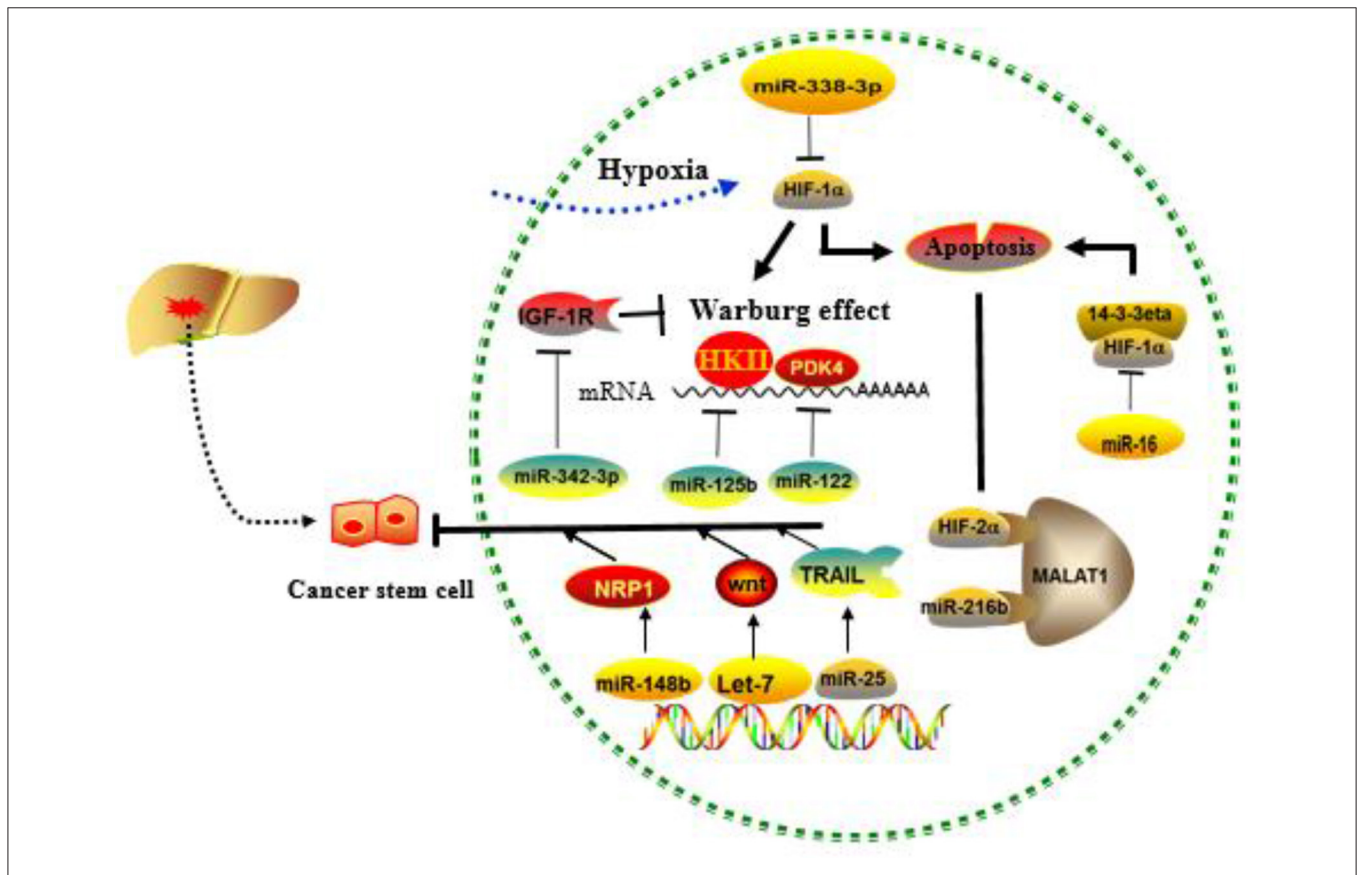 miR-338-3p
Hypoxia
HIF-1α
Apoptosis
IGF-1R
Warburg effect
14-3-3eta
HIF-1α
HKII
PDK4
mRNA
AAAAAA
miR-16
miR-342-3p
miR-125b
miR-122
HIF-2α
MALAT1
Cancer stem cell
NRP1
wnt
TRAIL
miR-216b
miR-148b
Let-7
miR-25